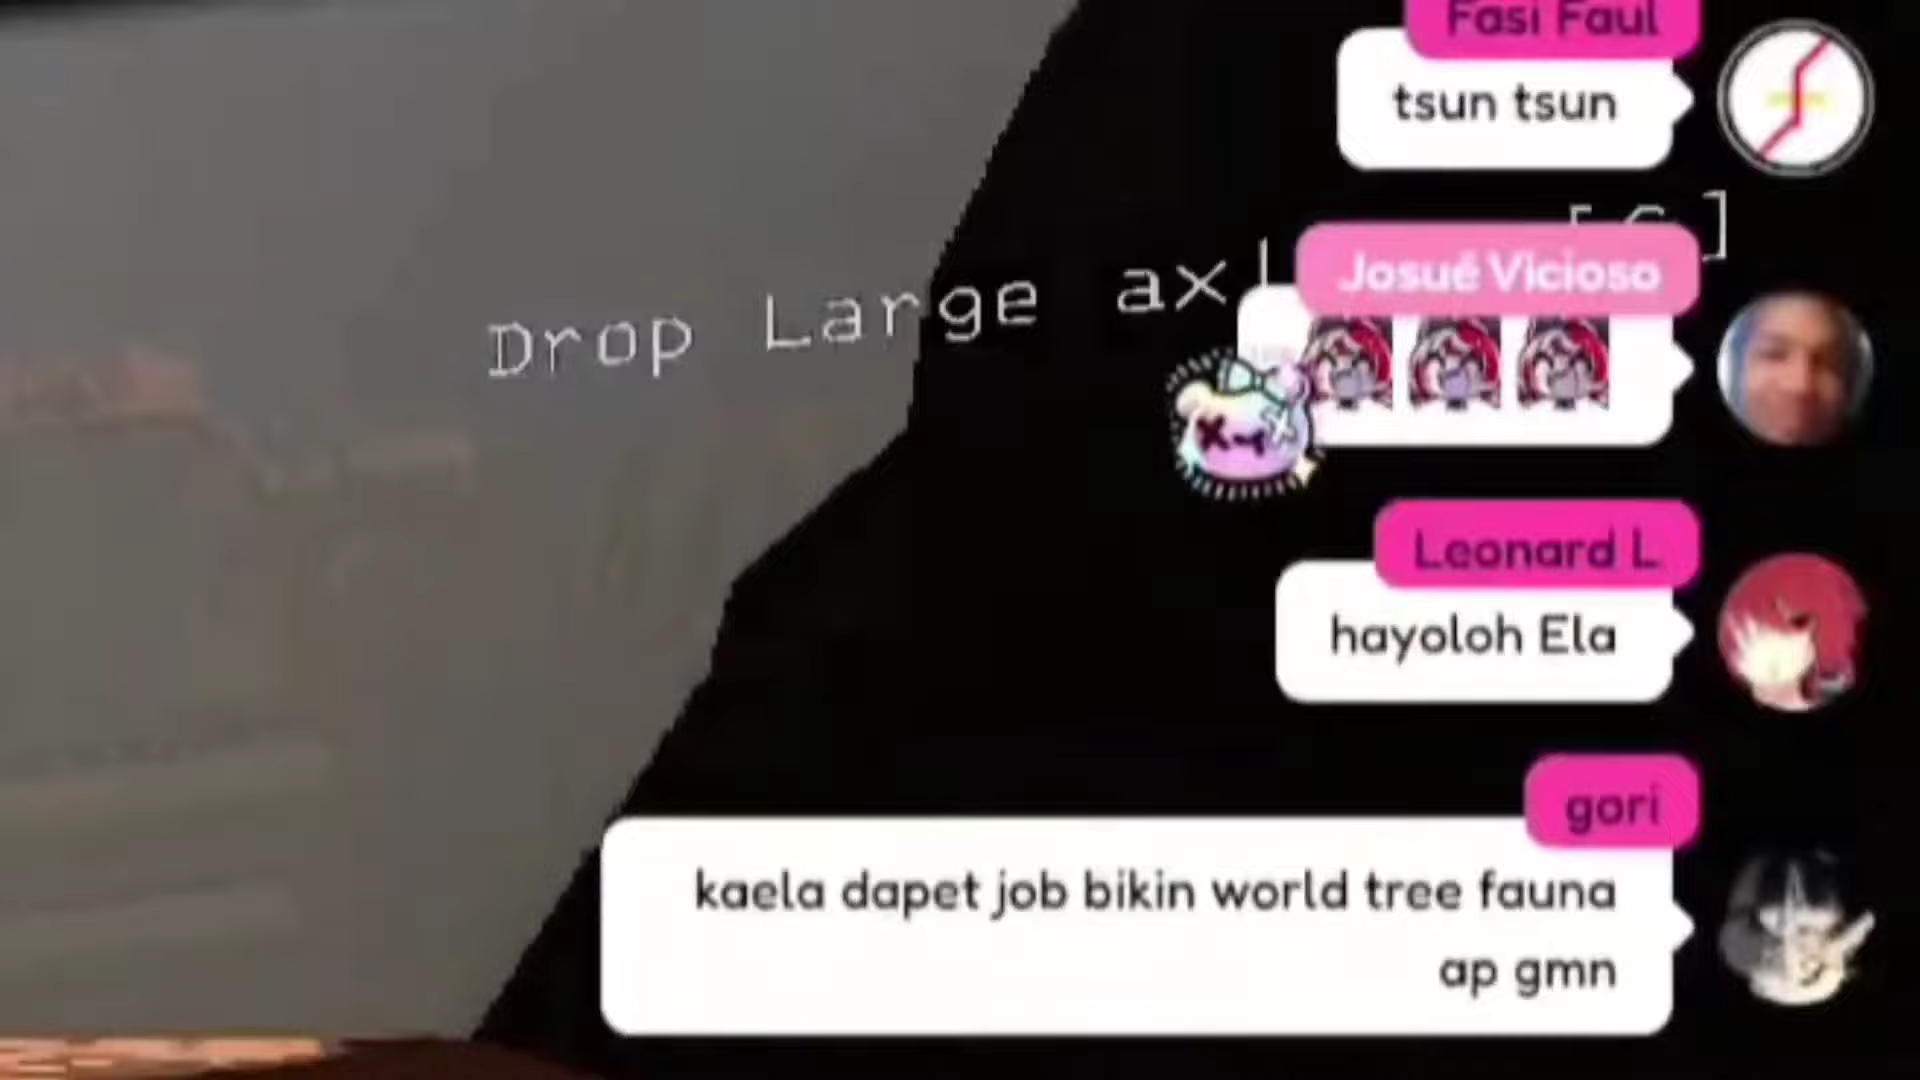 Fasi Faul
tsun tsun
Drop Large
Josué Vicioso
Leonard L
hayoloh Ela
gori
kaela dapet job bikin world tree fauna
ap gmn